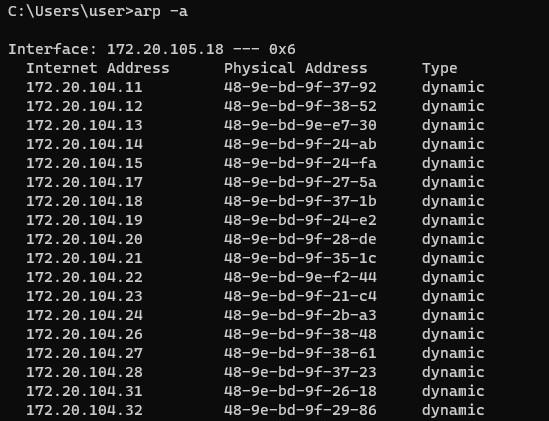 C:\Users\user>arp -a
Interface: 172.20.105.18 --- 0x6
Internet Address Physical Address Type
172.20.104.11 48-9e-bd-9f-37-92 dynamic
172.20.104.12 48-9e-bd-9f-38-52 dynamic
172.20.104.13 48-9e-bd-9e-e7-30 dynamic
172.20.104.14 48-9e-bd-9f-24-ab dynamic
172.20.104.15 48-9e-bd-9f-24-fa dynamic
172.20.104.17 48-9e-bd-9f-27-5a dynamic
172.20.104.18 48-9e-bd-9f-37-1b dynamic
172.20.104.19 48-9e-bd-9f-24-e2 dynamic
172.20.104.20 48-9e-bd-9f-28-de dynamic
172.20.104.21 48-9e-bd-9f-35-1c dynamic
172.20.104.22 48-9e-bd-9e-f2-44 dynamic
172.20.104.23 48-9e-bd-9f-21-c4 dynamic
172.20.104.24 48-9e-bd-9f-2b-a3 dynamic
172.20.104.26 48-9e-bd-9f-38-48 dynamic
172.20.104.27 48-9e-bd-9f-38-61 dynamic
172.20.104.28 48-9e-bd-9f-37-23 dynamic
172.20.104.31 48-9e-bd-9f-26-18 dynamic
172.20.104.32 48-9e-bd-9f-29-86 dynamic